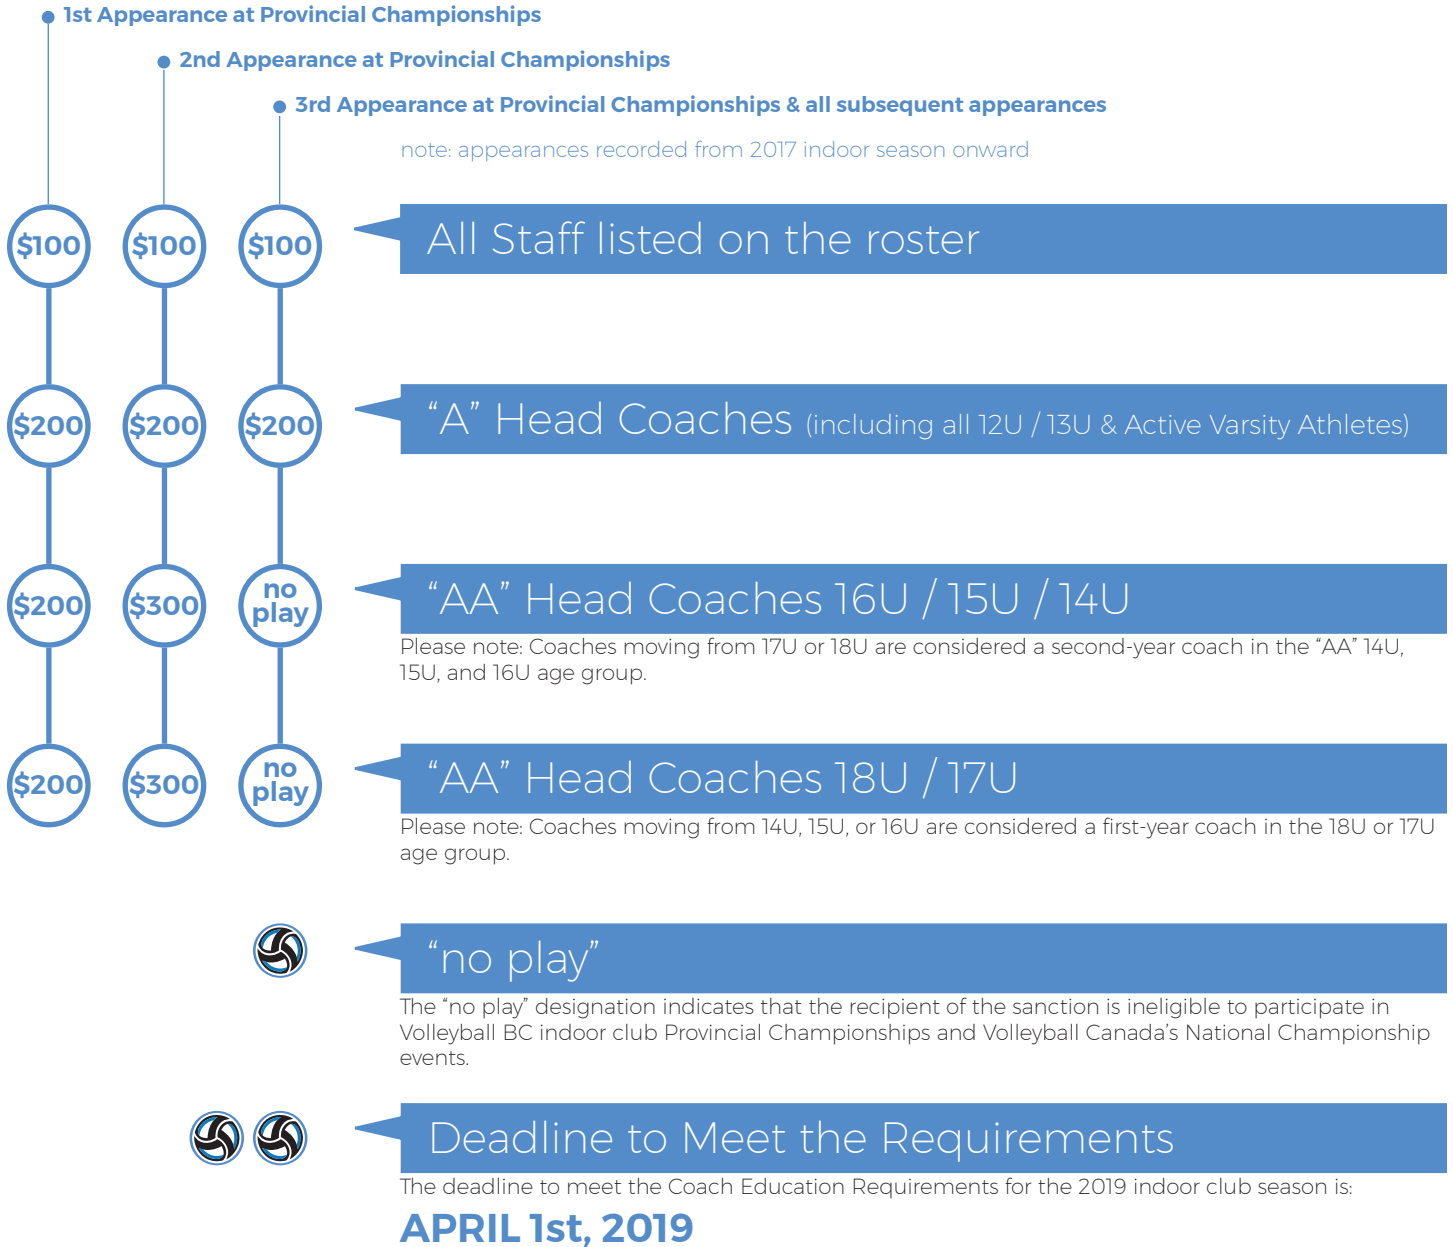 1st Appearance at Provincial Championships
2nd Appearance at Provincial Championships
3rd Appearance at Provincial Championships & all subsequent appearances
note: appearances recorded from 2017 indoor season onward
$100 $100 $100 All Staff listed on the roster
$200 $200 $200 “A” Head Coaches (including all 12U / 13U & Active Varsity Athletes)
$200 $300 no play “AA” Head Coaches 16U / 15U / 14U
Please note: Coaches moving from 17U or 18U are considered a second-year coach in the “AA” 14U,
15U, and 16U age group.
$200 $300 no play “AA” Head Coaches 18U / 17U
Please note: Coaches moving from 14U, 15U, or 16U are considered a first-year coach in the 18U or 17U
age group.
“no play”
The “no play” designation indicates that the recipient of the sanction is ineligible to participate in
Volleyball BC indoor club Provincial Championships and Volleyball Canada’s National Championship
events.
Deadline to Meet the Requirements
The deadline to meet the Coach Education Requirements for the 2019 indoor club season is:
APRIL 1st, 2019